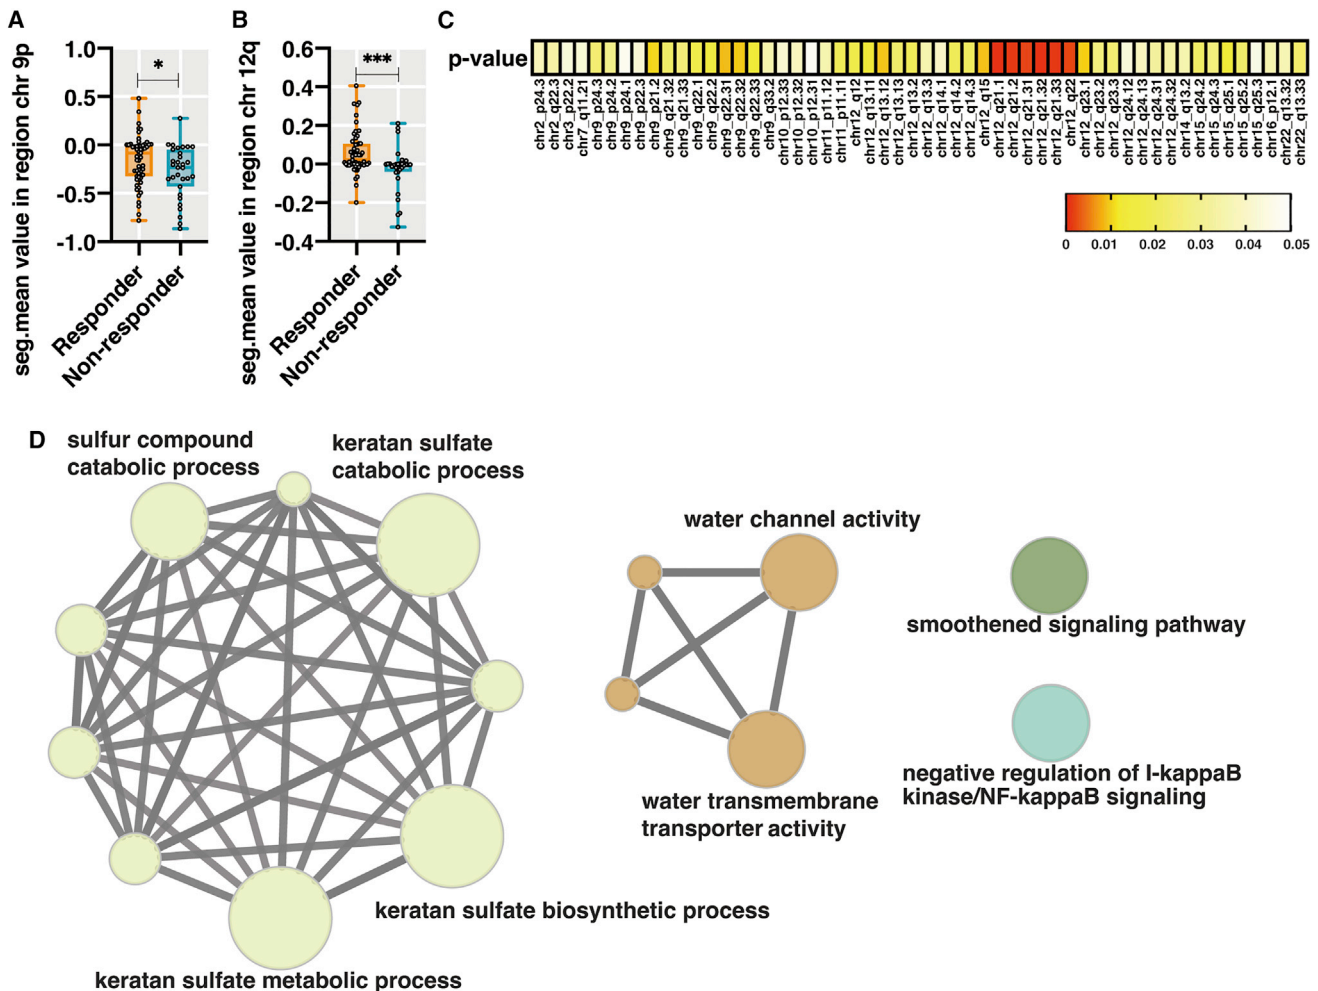 A
seg.mean value in region chr 9p
1.0
0.5
0.0
-0.5
-1.0
*
Responder
Non-responder
B
seg.mean value in region chr 12q
0.6
0.4
0.2
0.0
-0.2
-0.4
***
Responder
Non-responder
C
p-value
chr2_p24.3
chr2_q22.3
chr3_p22.2
chr7_q11.21
chr9_p24.3
chr9_p24.2
chr9_p24.1
chr9_p22.3
chr9_p21.2
chr9_q21.32
chr9_q21.33
chr9_q22.1
chr9_q22.2
chr9_q22.31
chr9_q22.32
chr9_q22.33
chr9_q33.2
chr10_p12.33
chr10_p12.32
chr10_p12.31
chr11_p11.12
chr11_p11.11
chr12_q12
chr12_q13.11
chr12_q13.12
chr12_q13.13
chr12_q13.2
chr12_q13.3
chr12_q14.1
chr12_q14.2
chr12_q14.3
chr12_q15
chr12_q21.1
chr12_q21.2
chr12_q21.31
chr12_q21.32
chr12_q21.33
chr12_q22
chr12_q23.1
chr12_q23.2
chr12_q23.3
chr12_q24.12
chr12_q24.13
chr12_q24.31
chr12_q24.32
chr14_q13.2
chr15_q24.2
chr15_q24.3
chr15_q25.1
chr15_q25.2
chr15_q25.3
chr16_p12.1
chr22_q13.32
chr22_q13.33
0 0.01 0.02 0.03 0.04 0.05
D
sulfur compound
catabolic process
keratan sulfate
catabolic process
keratan sulfate biosynthetic process
keratan sulfate metabolic process
water channel activity
water transmembrane
transporter activity
smoothened signaling pathway
negative regulation of I-kappaB
kinase/NF-kappaB signaling